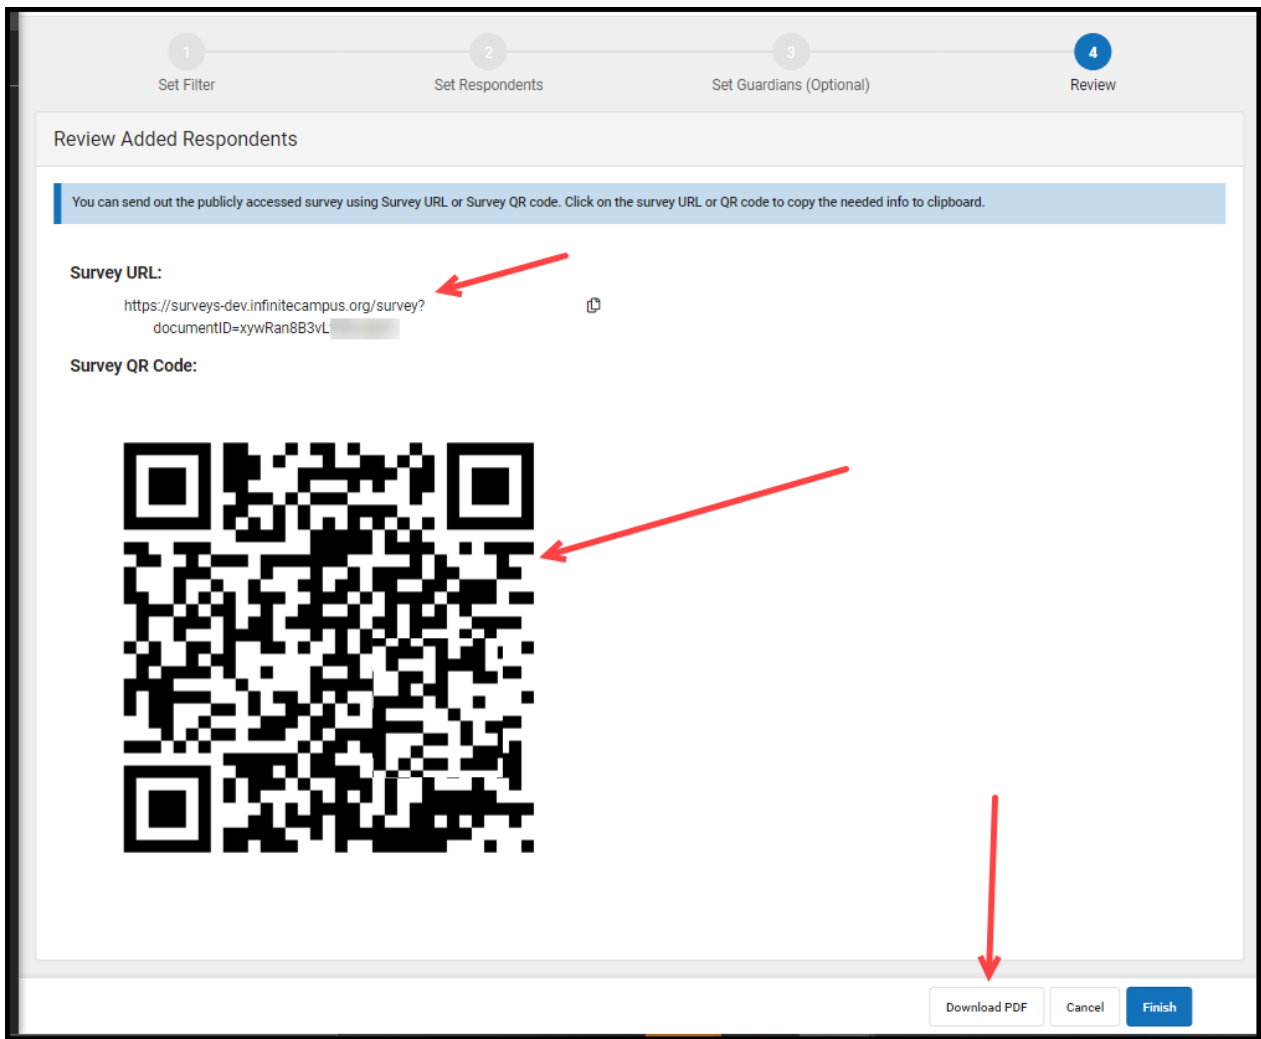 1
2
3
4
Set Filter
Set Respondents
Set Guardians (Optional)
Review
Review Added Respondents
You can send out the publicly accessed survey using Survey URL or Survey QR code. Click on the survey URL or QR code to copy the needed info to clipboard.
Survey URL:
https://surveys-dev.infinitecampus.org/survey?
documentID=xywRan8B3vL
Survey QR Code:
Download PDF
Cancel
Finish